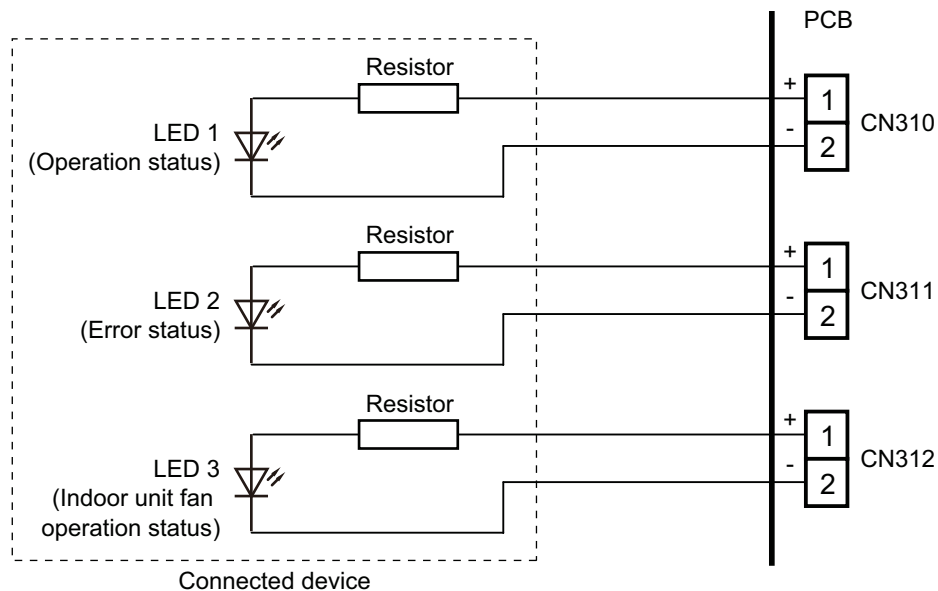 PCB
Resistor
+
1
CN310
LED 1
-
2
(Operation status)
Resistor
+
1
CN311
LED 2
-
2
(Error status)
Resistor
+
1
CN312
LED 3
-
2
(Indoor unit fan
operation status)
Connected device